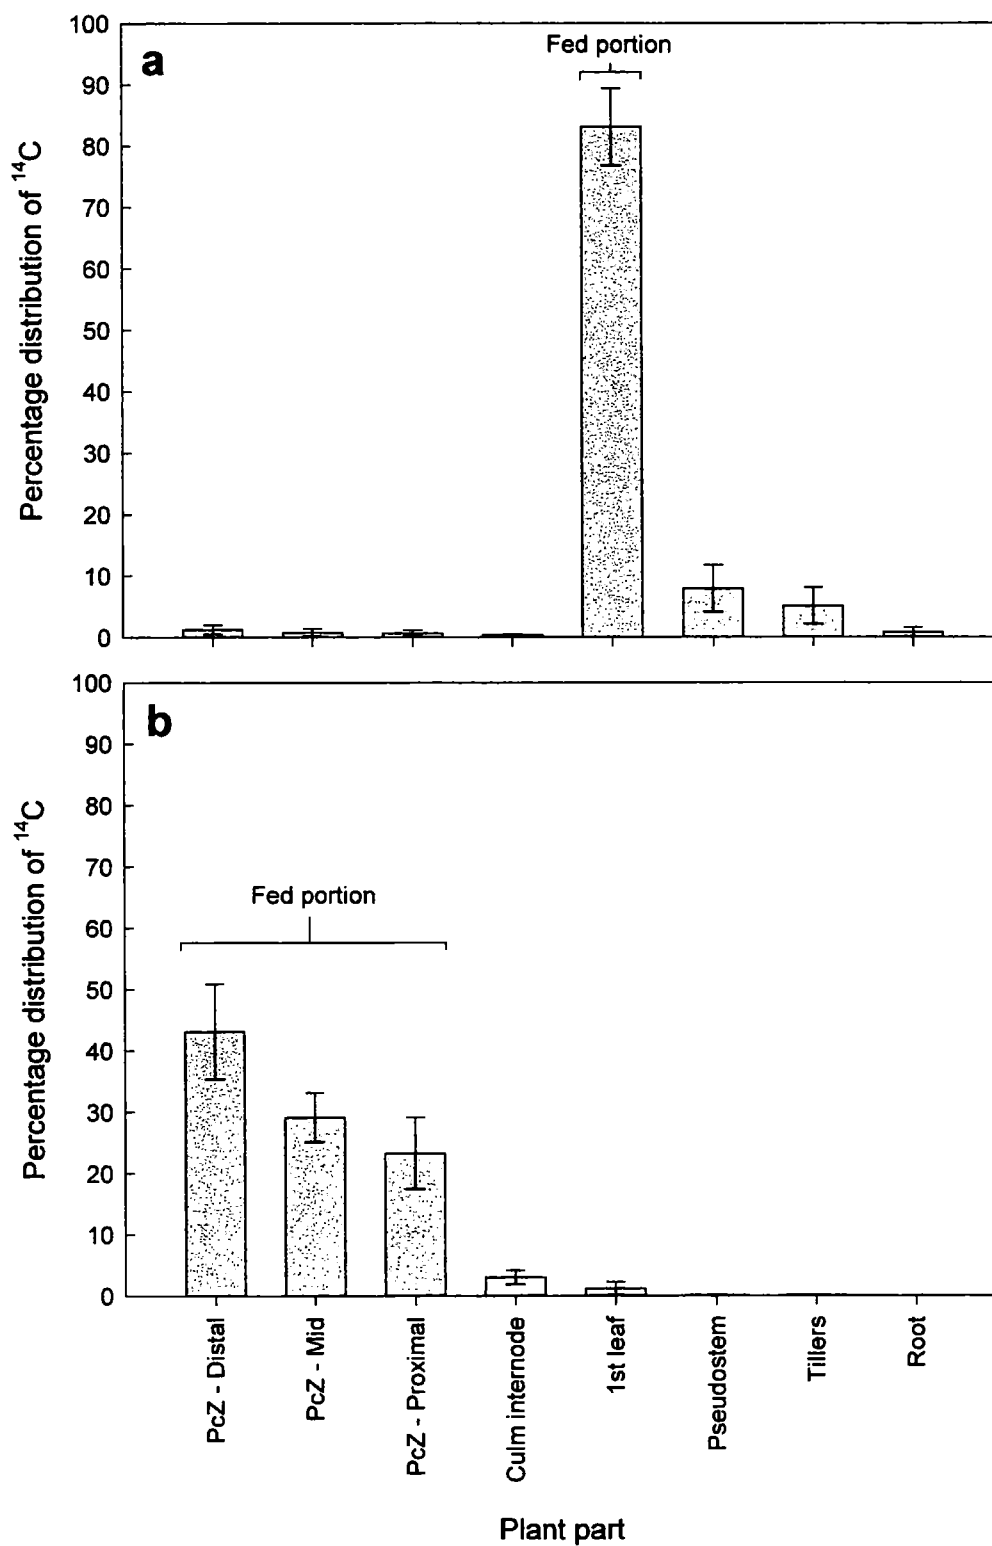 a
Fed portion
Percentage distribution of ¹⁴C
100
90
80
70
60
50
40
30
20
10
0
b
Fed portion
Percentage distribution of ¹⁴C
100
90
80
70
60
50
40
30
20
10
0
PcZ - Distal
PcZ - Mid
PcZ - Proximal
Culm internode
1st leaf
Pseudostem
Tillers
Root
Plant part